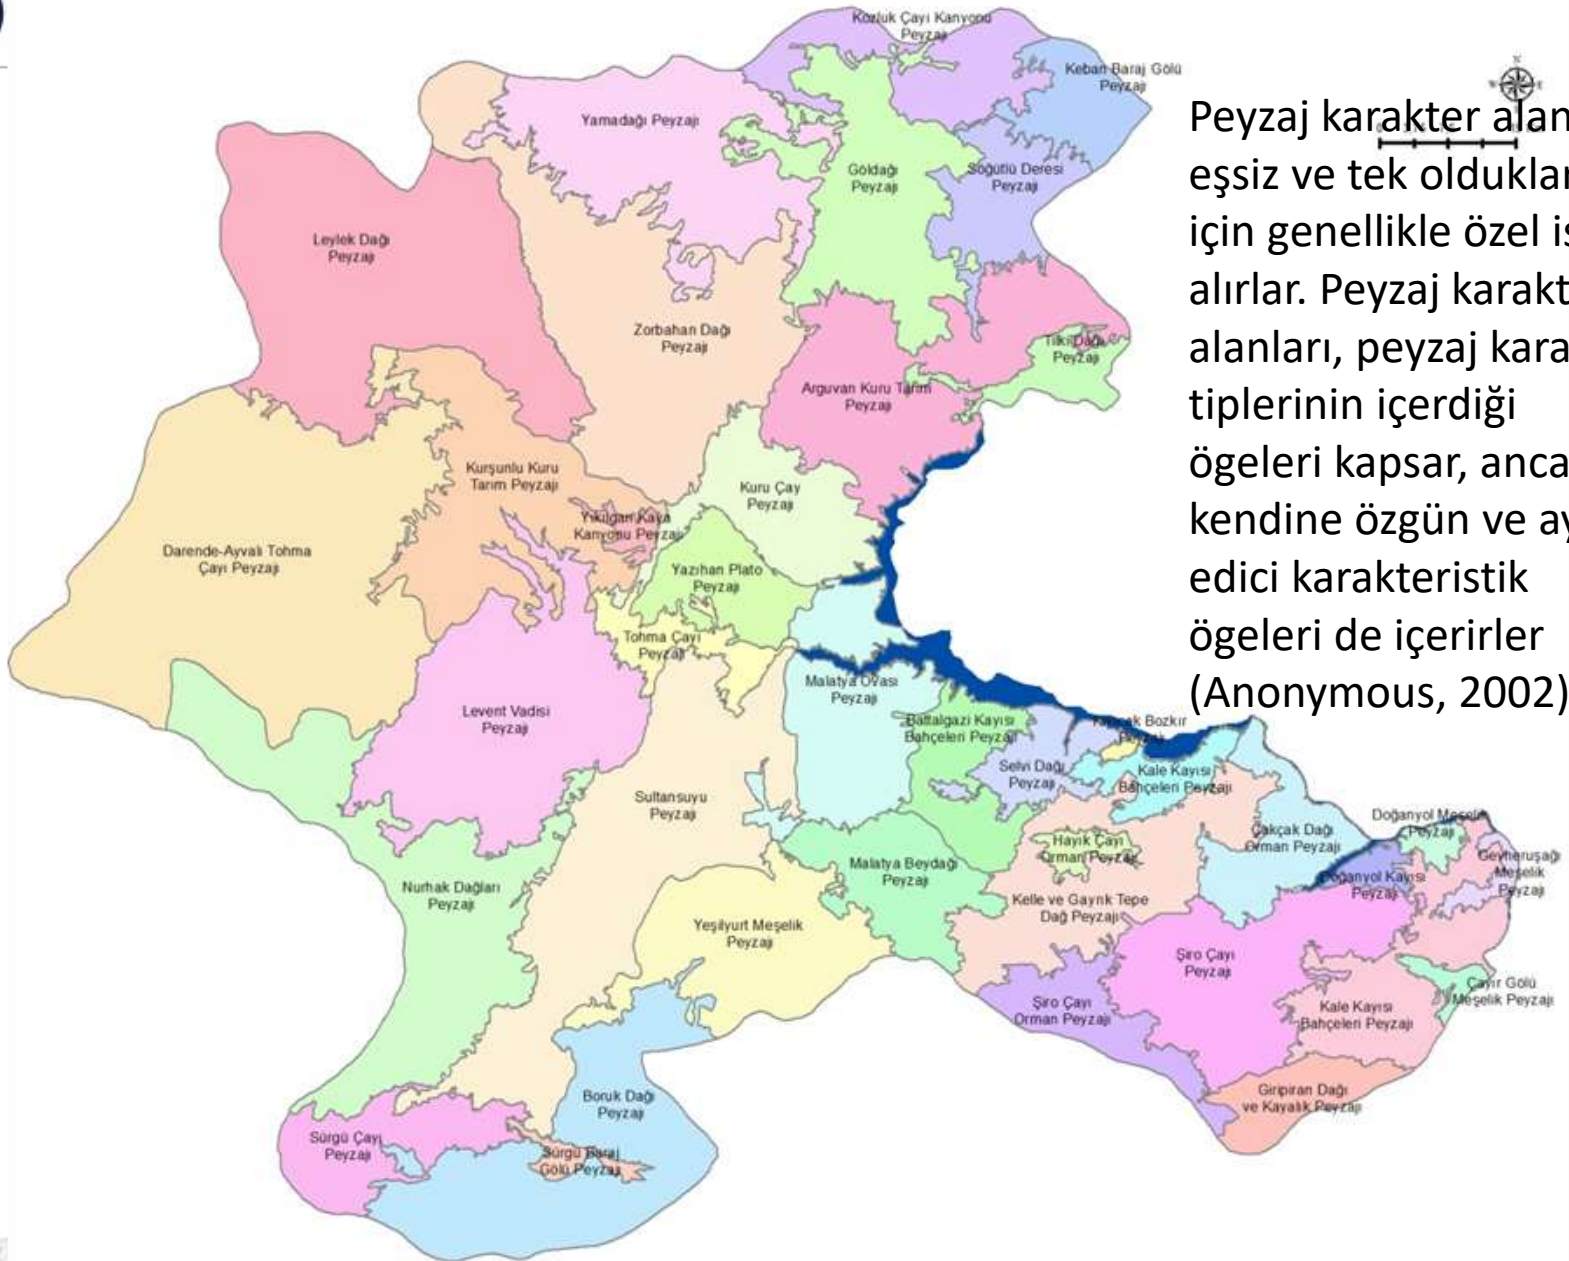 Kozluk Çayı Kanyonu
Peyzajı
Keban Baraj Gölü
Peyzajı
N
W
E
Yamadağı Peyzajı
Göldağı
Peyzajı
Söğütlü Deresi
Peyzajı
Leylek Dağı
Peyzajı
Zorbahan Dağı
Peyzajı
Tilki Dağı
Peyzajı
Arguvan Kuru Tarım
Peyzajı
Kurşunlu Kuru
Tarım Peyzajı
Kuru Çay
Peyzajı
Yıkılgan Kaya
Kanyonu Peyzajı
Darende-Ayvalı Tohma
Çayı Peyzajı
Yazıhan Plato
Peyzajı
Tohma Çayı
Peyzajı
Malatya Ovası
Peyzajı
Levent Vadisi
Peyzajı
Battalgazi Kayısı
Bahçeleri Peyzajı
Bozkır
Peyzajı
Selvi Dağı
Peyzajı
Kale Kayısı
Bahçeleri Peyzajı
Sultansuyu
Peyzajı
Doğanyol Meşelik
Peyzajı
Çakçak Dağı
Orman Peyzajı
Hayık Çayı
Orman Peyzajı
Gevheruşağı
Meşelik
Peyzajı
Malatya Beydağı
Peyzajı
Doğanyol Kayısı
Peyzajı
Nurhak Dağları
Peyzajı
Kelle ve Gayrık Tepe
Dağ Peyzajı
Yeşilyurt Meşelik
Peyzajı
Şiro Çayı
Peyzajı
Çayır Gölü
Meşelik Peyzajı
Şiro Çayı
Orman Peyzajı
Kale Kayısı
Bahçeleri Peyzajı
Boruk Dağı
Peyzajı
Giripiran Dağı
ve Kayalık Peyzajı
Sürgü Çayı
Peyzajı
Sürgü Baraj
Gölü Peyzajı
Peyzaj karakter alan
eşsiz ve tek oldukla
için genellikle özel
alırlar. Peyzaj karakt
alanları, peyzaj kara
tiplerinin içerdiği
ögeleri kapsar, anca
kendine özgün ve ay
edici karakteristik
ögeleri de içerirler
(Anonymous, 2002)